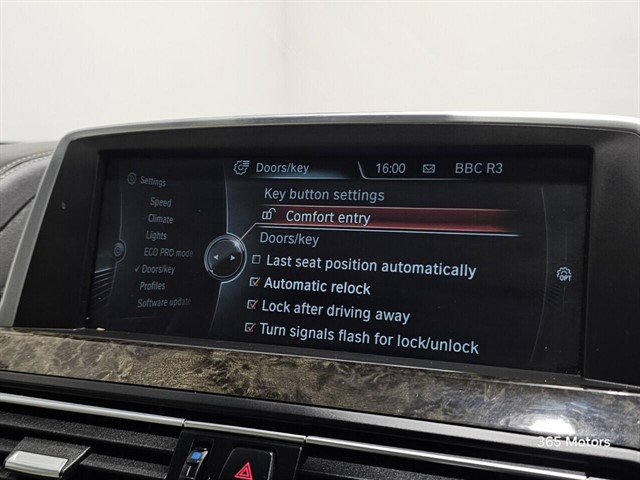 Doors/key 16:00 BBC R3
Settings
Speed
Climate
Lights
ECO PRO mode
Doors/key
Profiles
Software update
Key button settings
Comfort entry
Doors/key
Last seat position automatically
Automatic relock
Lock after driving away
Turn signals flash for lock/unlock
OPT
365 Motors